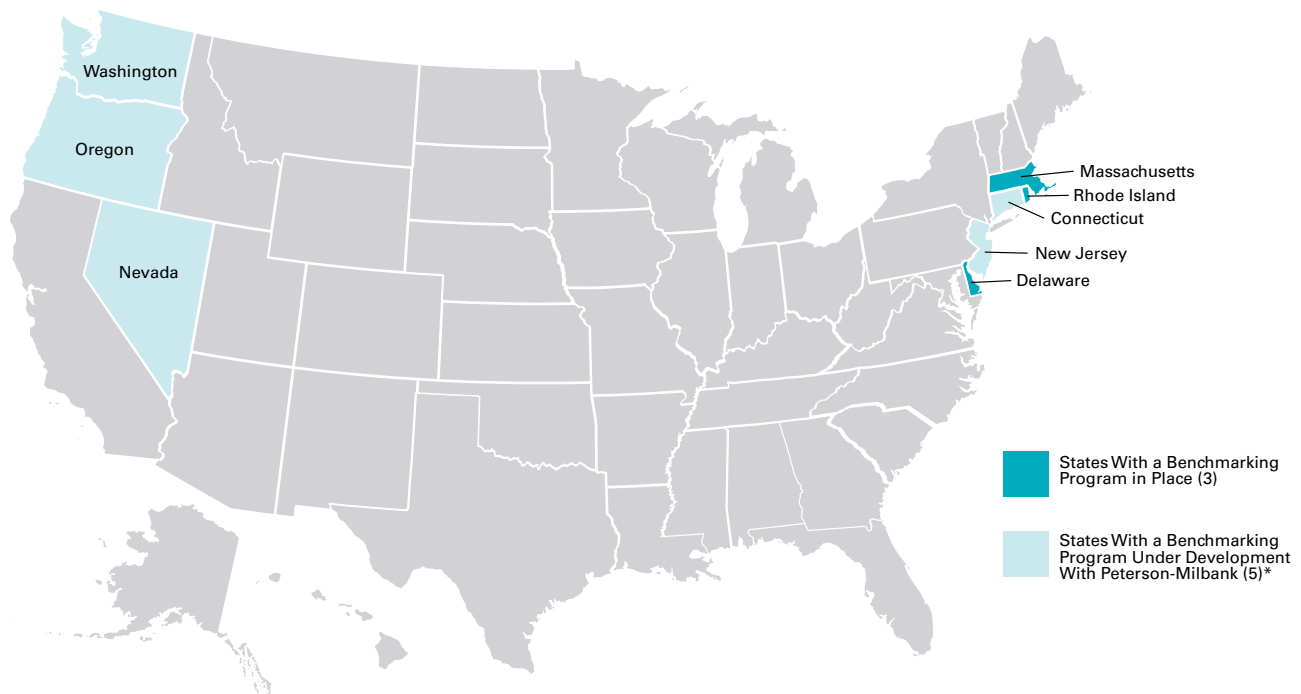 Washington
Oregon
Nevada
Massachusetts
Rhode Island
Connecticut
New Jersey
Delaware
States With a Benchmarking
Program in Place (3)
States With a Benchmarking
Program Under Development
With Peterson-Milbank (5)*